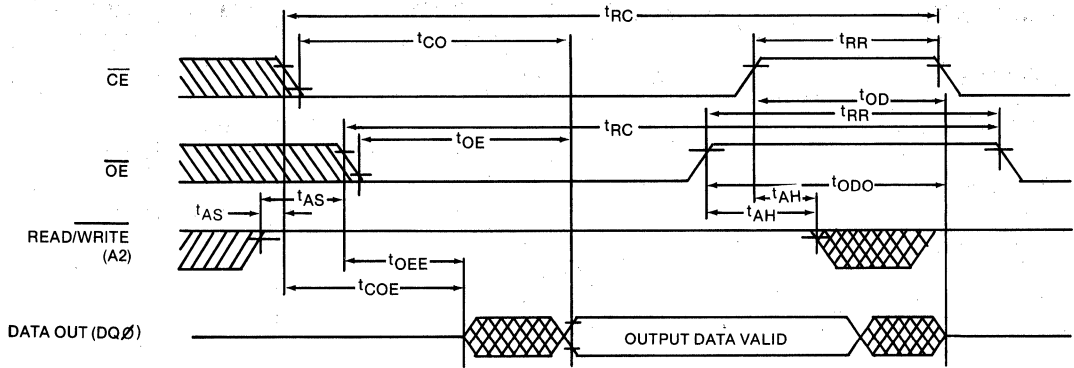 tRC
tCO
tRR
CE
tOD
tRR
tRC
tOE
OE
tODO
tAS
tAH
tAS
tAH
READ/WRITE
(A2)
tOEE
tCOE
DATA OUT (DQØ)
OUTPUT DATA VALID